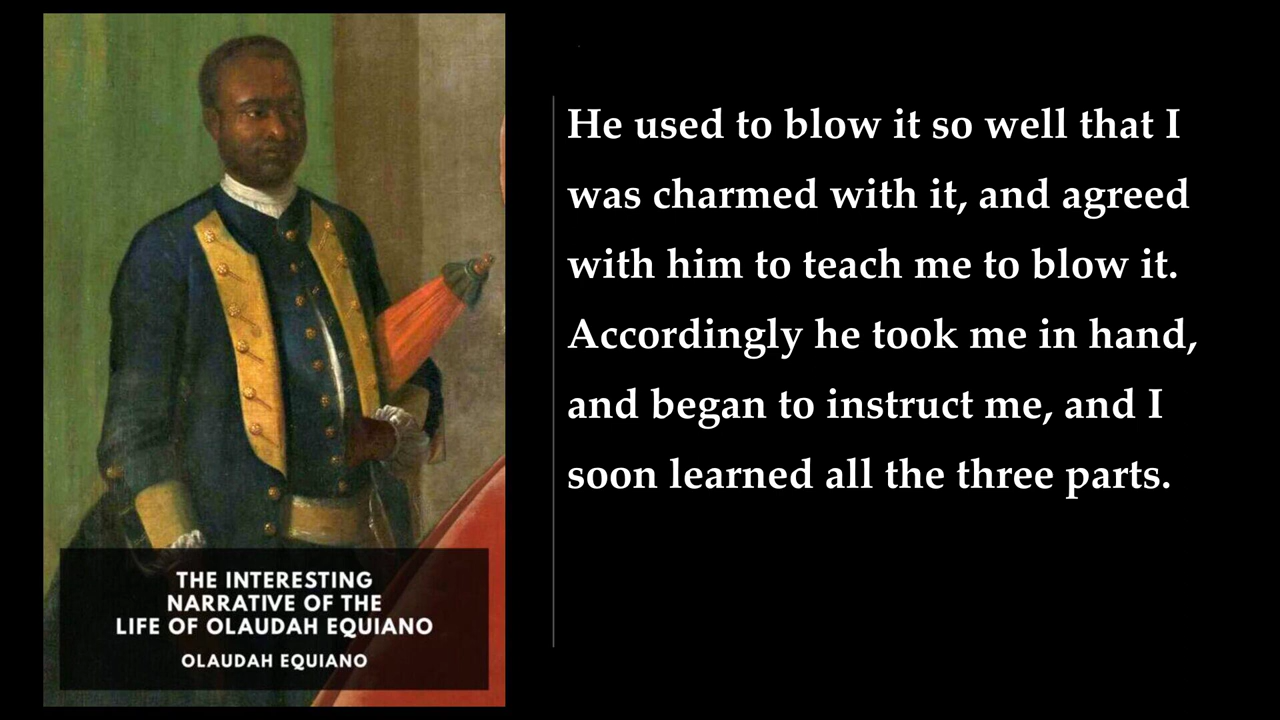 He used to blow it so well that I
was charmed with it, and agreed
with him to teach me to blow it.
Accordingly he took me in hand,
and began to instruct me, and I
soon learned all the three parts.
THE INTERESTING
NARRATIVE OF THE
LIFE OF OLAUDAH EQUIANO
OLAUDAH EQUIANO